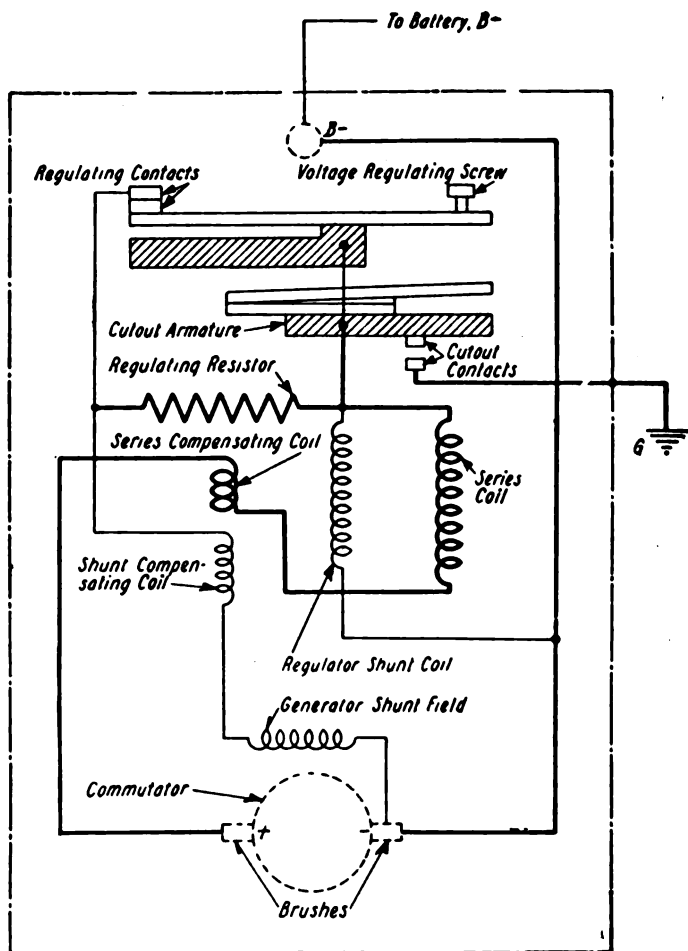 To Battery, B-
B-
Regulating Contacts
Voltage Regulating Screw
Cutout Armature
Cutout
Contacts
Regulating Resistor
G
Series Compensating Coil
Series
Coil
Shunt Compen-
sating Coil
Regulator Shunt Coil
Generator Shunt Field
Commutator
+
-
Brushes